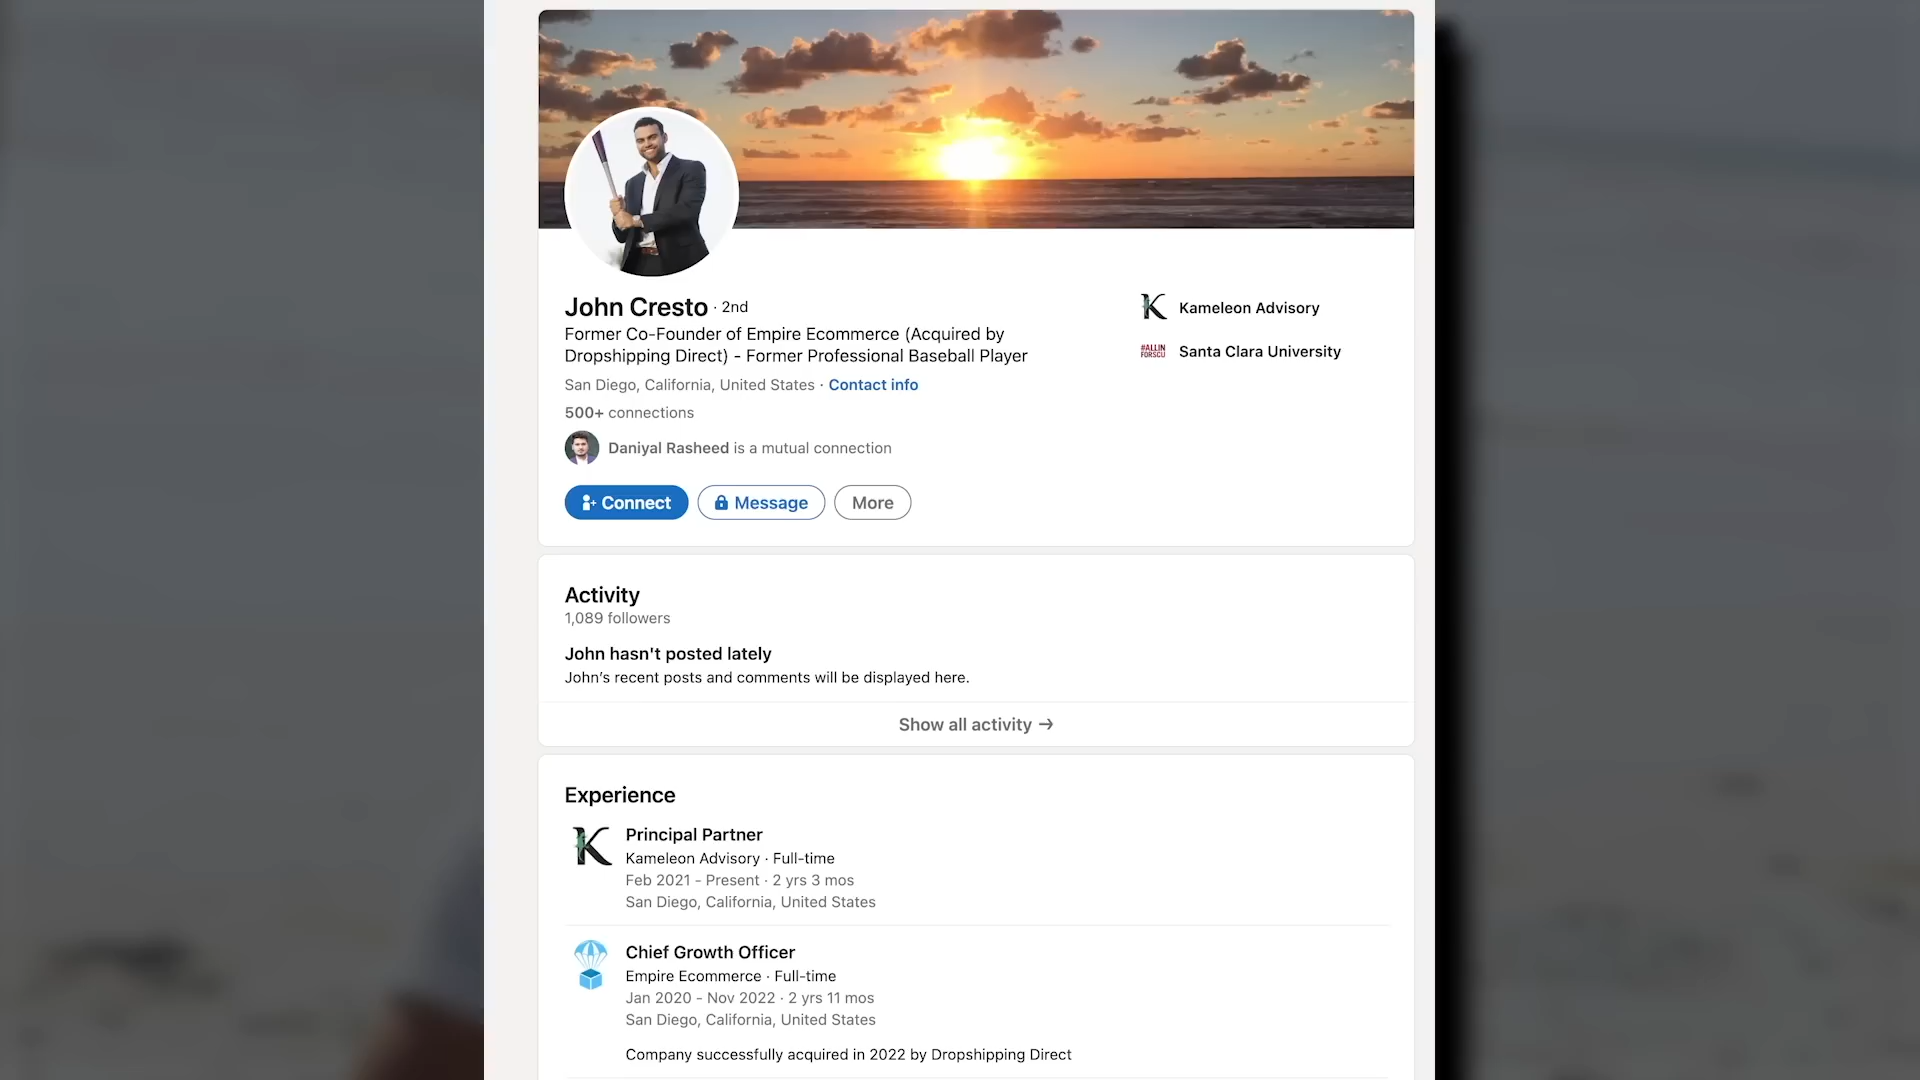 John Cresto · 2nd
Former Co-Founder of Empire Ecommerce (Acquired by
Dropshipping Direct) - Former Professional Baseball Player
San Diego, California, United States · Contact info
500+ connections
Daniyal Rasheed is a mutual connection
Connect
Message
More
K
Kameleon Advisory
#ALLIN
FORSCU
Santa Clara University
Activity
1,089 followers
John hasn't posted lately
John’s recent posts and comments will be displayed here.
Show all activity →
Experience
K
Principal Partner
Kameleon Advisory · Full-time
Feb 2021 - Present · 2 yrs 3 mos
San Diego, California, United States
Chief Growth Officer
Empire Ecommerce · Full-time
Jan 2020 - Nov 2022 · 2 yrs 11 mos
San Diego, California, United States
Company successfully acquired in 2022 by Dropshipping Direct